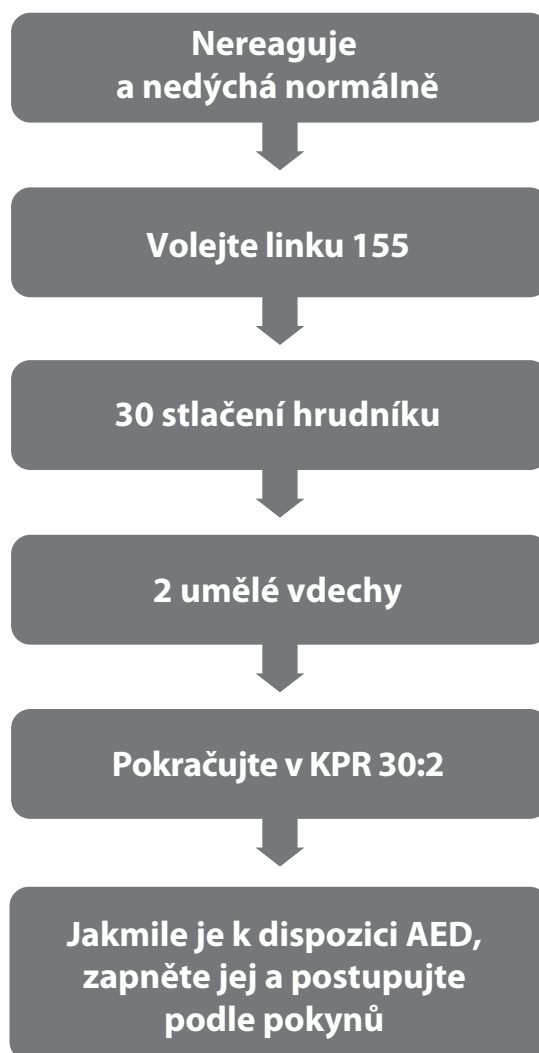 Nereaguje
a nedýchá normálně
Volejte linku 155
30 stlačení hrudníku
2 umělé vdechy
Pokračujte v KPR 30:2
Jakmile je k dispozici AED,
zapněte jej a postupujte
podle pokynů